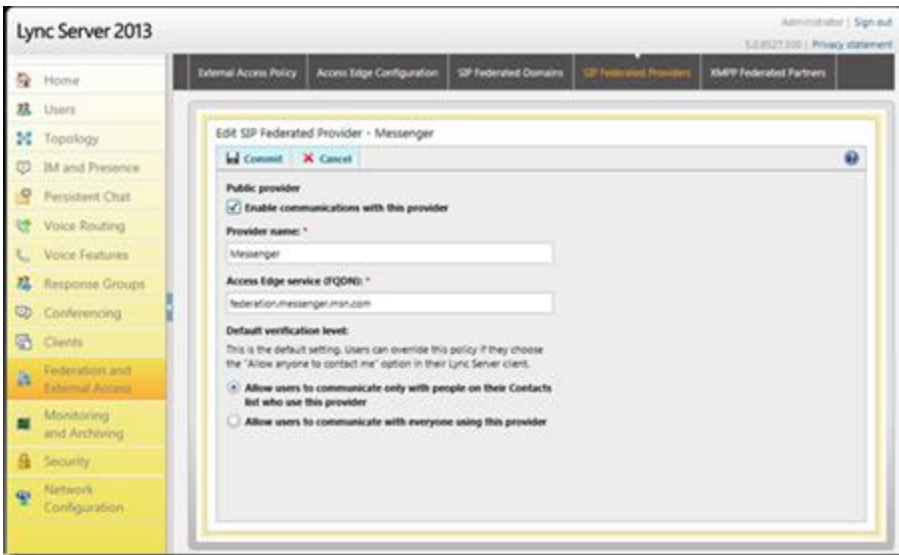 Lync Server 2013
Administrator | Sign out
5.0.8527.300 | Privacy statement
Home
Users
Topology
IM and Presence
Persistent Chat
Voice Routing
Voice Features
Response Groups
Conferencing
Clients
Federation and
External Access
Monitoring
and Archiving
Security
Network
Configuration
External Access Policy
Access Edge Configuration
SIP Federated Domains
SIP Federated Providers
XMPP Federated Partners
Edit SIP Federated Provider - Messenger
Commit
Cancel
Public provider
Enable communications with this provider
Provider name: *
Messenger
Access Edge service (FQDN): *
federation.messenger.msn.com
Default verification level:
This is the default setting. Users can override this policy if they choose
the "Allow anyone to contact me" option in their Lync Server client.
Allow users to communicate only with people on their Contacts
list who use this provider
Allow users to communicate with everyone using this provider